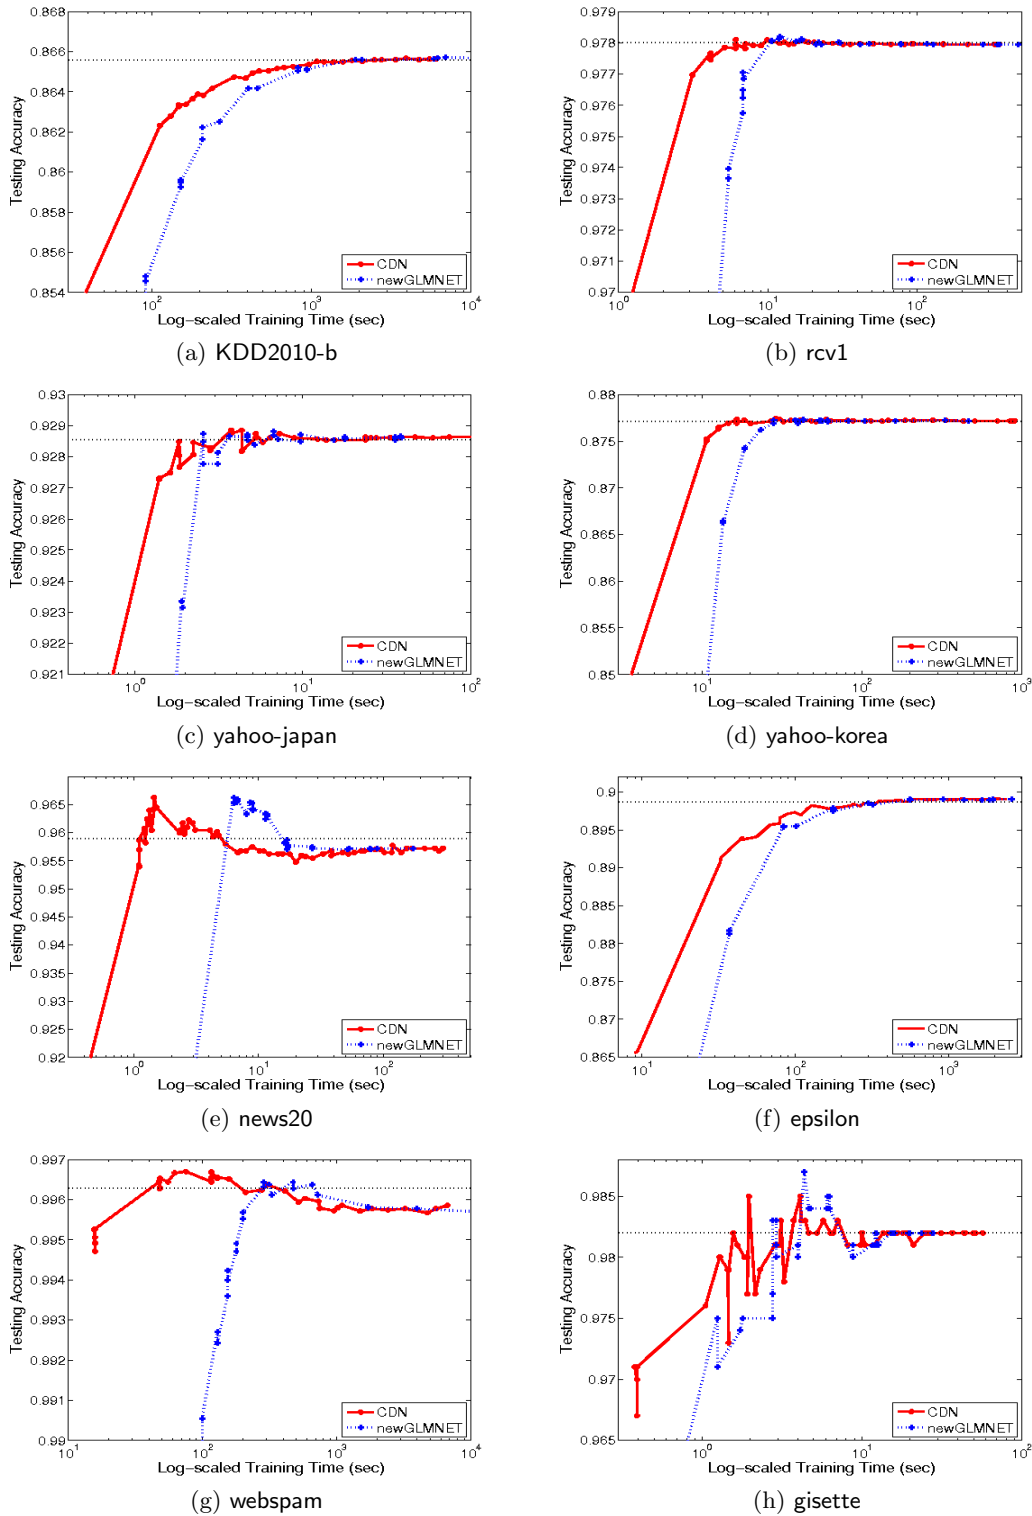 0.868
0.866
0.864
0.862
0.86
0.858
0.856
0.854
Testing Accuracy
10^2
10^3
10^4
Log-scaled Training Time (sec)
CDN
newGLMNET
(a) KDD2010-b
0.979
0.978
0.977
0.976
0.975
0.974
0.973
0.972
0.971
0.97
Testing Accuracy
10^0
10^1
10^2
Log-scaled Training Time (sec)
CDN
newGLMNET
(b) rcv1
0.93
0.929
0.928
0.927
0.926
0.925
0.924
0.923
0.922
0.921
Testing Accuracy
10^0
10^1
10^2
Log-scaled Training Time (sec)
CDN
newGLMNET
(c) yahoo-japan
0.88
0.875
0.87
0.865
0.86
0.855
0.85
Testing Accuracy
10^1
10^2
10^3
Log-scaled Training Time (sec)
CDN
newGLMNET
(d) yahoo-korea
0.965
0.96
0.955
0.95
0.945
0.94
0.935
0.93
0.925
0.92
Testing Accuracy
10^0
10^1
10^2
Log-scaled Training Time (sec)
CDN
newGLMNET
(e) news20
0.9
0.895
0.89
0.885
0.88
0.875
0.87
0.865
Testing Accuracy
10^1
10^2
10^3
Log-scaled Training Time (sec)
CDN
newGLMNET
(f) epsilon
0.997
0.996
0.995
0.994
0.993
0.992
0.991
0.99
Testing Accuracy
10^1
10^2
10^3
10^4
Log-scaled Training Time (sec)
CDN
newGLMNET
(g) webspam
0.985
0.98
0.975
0.97
0.965
Testing Accuracy
10^0
10^1
10^2
Log-scaled Training Time (sec)
CDN
newGLMNET
(h) gisette